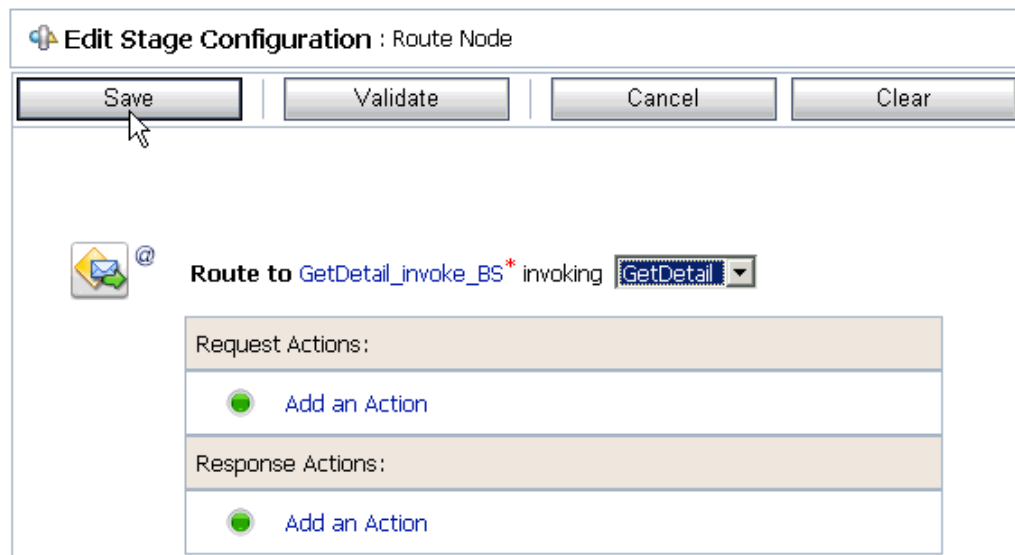 Edit Stage Configuration : Route Node
Save Validate Cancel Clear
@ Route to GetDetail_invoke_BS* invoking GetDetail
Request Actions:
Add an Action
Response Actions:
Add an Action